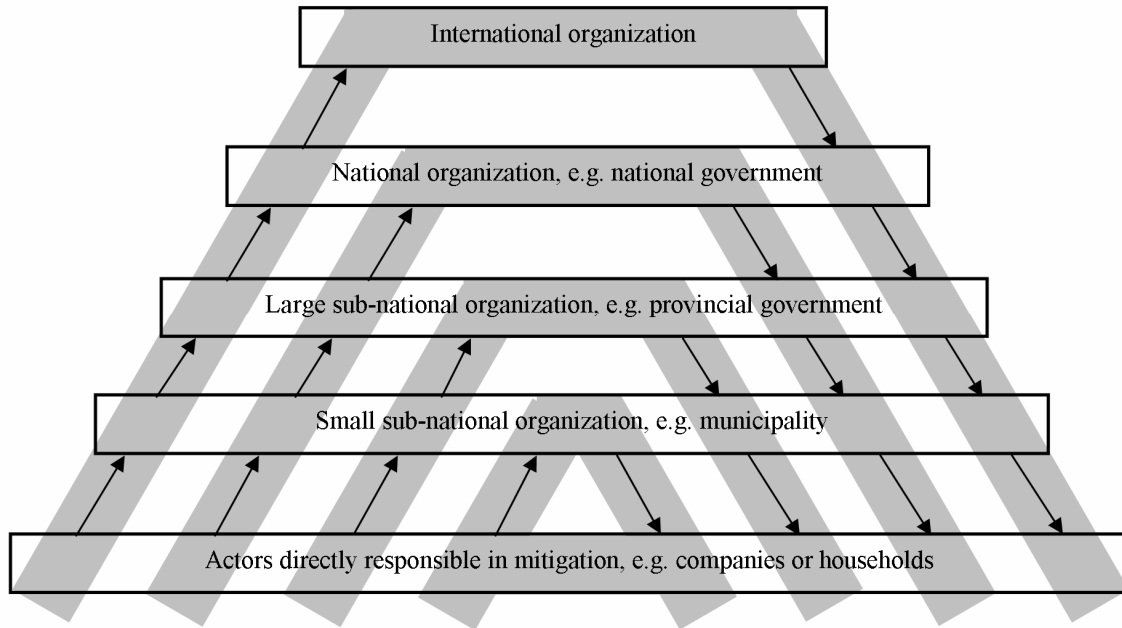 International organization
National organization, e.g. national government
Large sub-national organization, e.g. provincial government
Small sub-national organization, e.g. municipality
Actors directly responsible in mitigation, e.g. companies or households